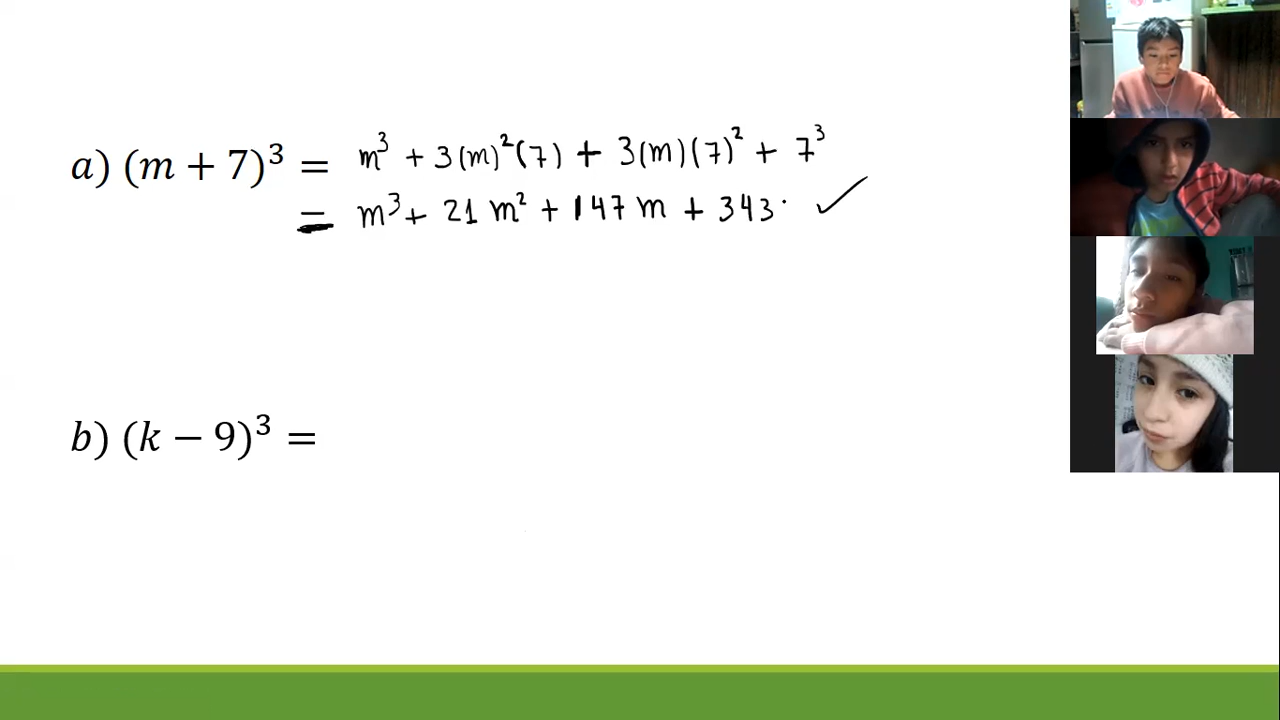 a) (m + 7)³ = m³ + 3(m)²(7) + 3(m)(7)² + 7³
= m³ + 21 m² + 147 m + 343 · ✓
b) (k − 9)³ =